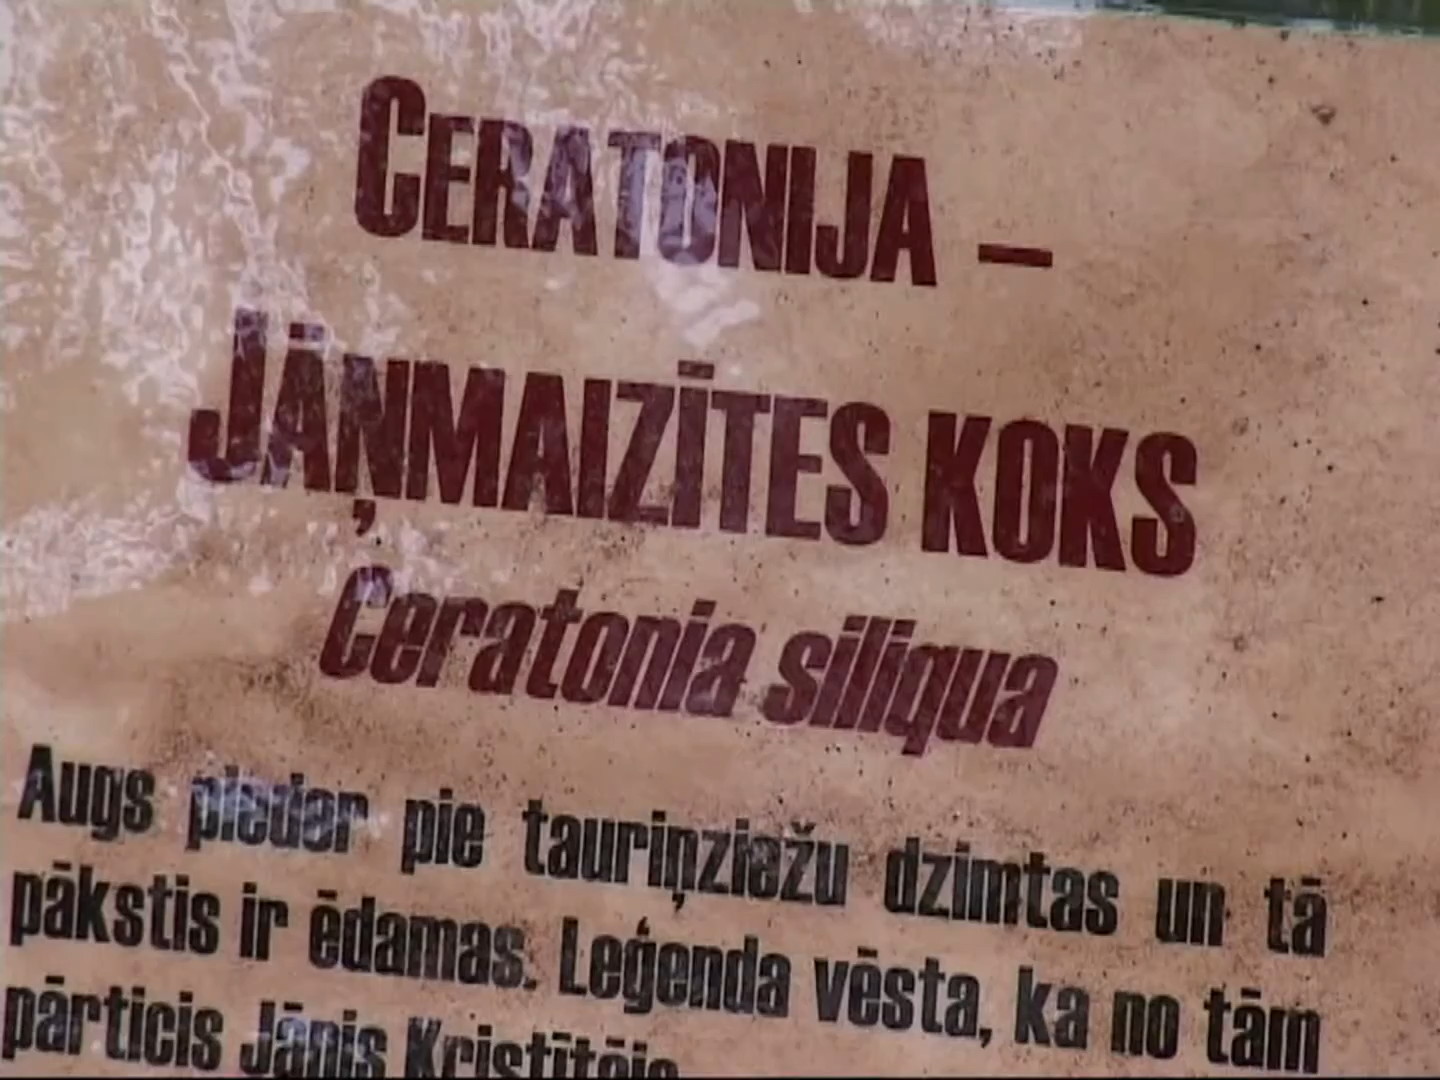 CERATONIJA –
JĀŅMAIZĪTES KOKS
Ceratonia siliqua
Augs pieder pie tauriņziežu dzimtas un tā
pākstis ir ēdamas. Leģenda vēsta, ka no tām
pārticis Jānis Kristītājs